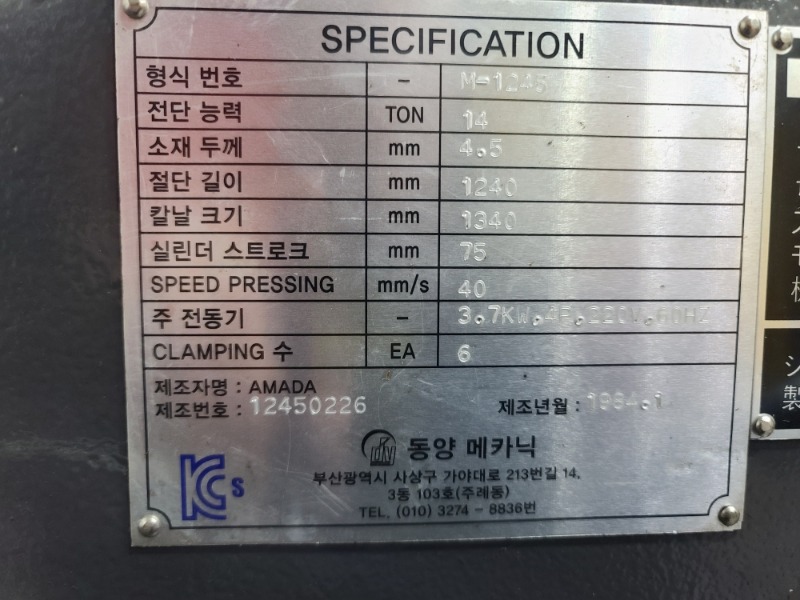 SPECIFICATION
형식 번호 - M-1245
전단 능력 TON 14
소재 두께 mm 4.5
절단 길이 mm 1240
칼날 크기 mm 1340
실린더 스트로크 mm 75
SPEED PRESSING mm/s 40
주 전동기 - 3.7KW,4P,220V,60HZ
CLAMPING 수 EA 6
제조자명 : AMADA
제조번호 : 12450226 제조년월 : 1984.1
동양 메카닉
부산광역시 사상구 가야대로 213번길 14,
3동 103호(주례동)
TEL, (010) 3274 - 8836번
KCs
製